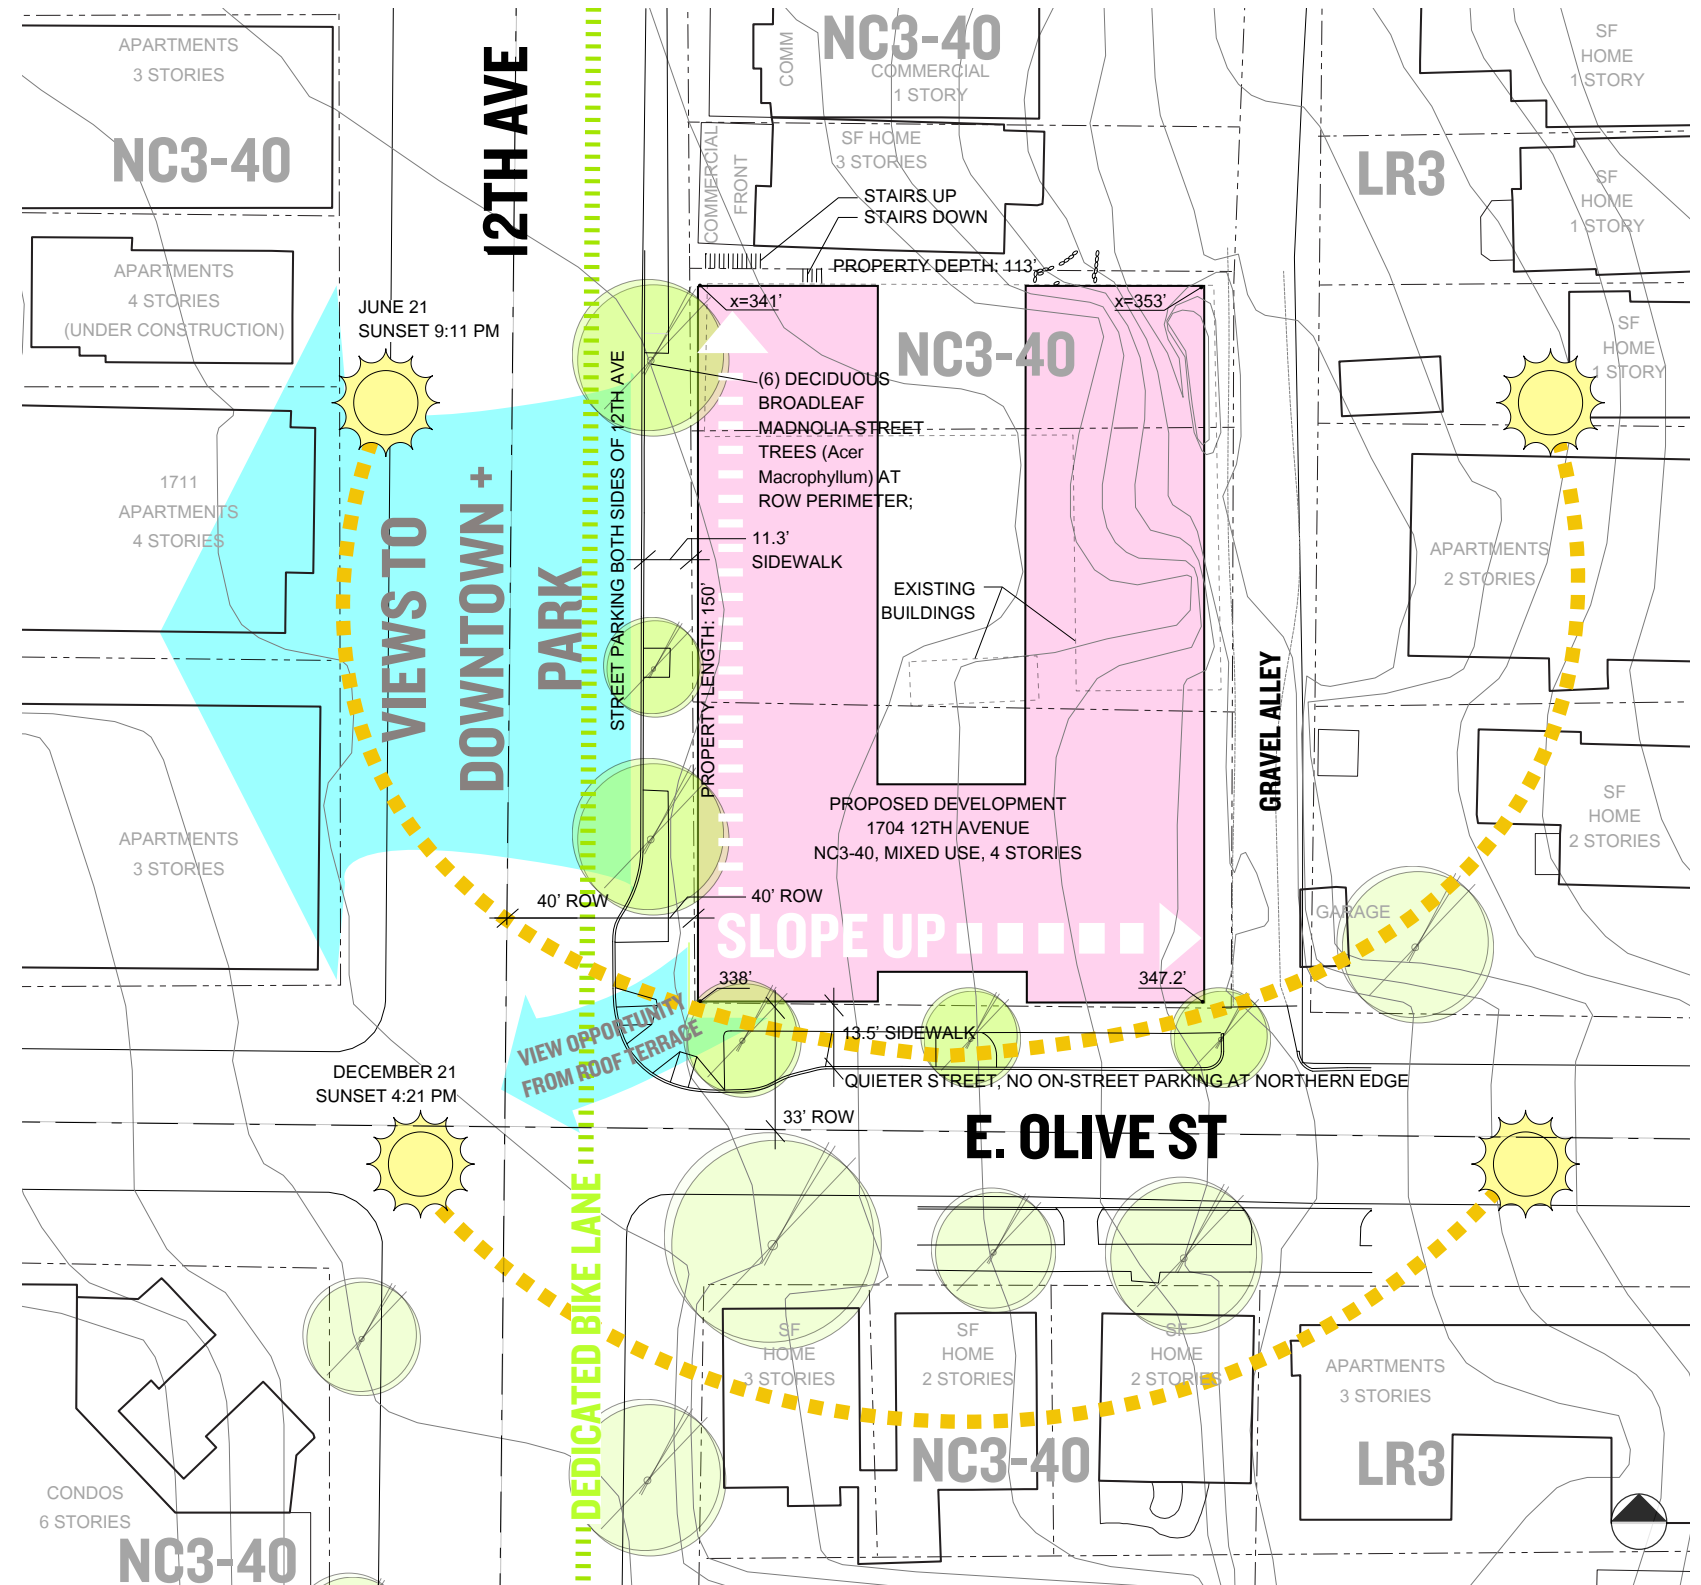 APARTMENTS
3 STORIES
NC3-40
12TH AVE
COMM
NC3-40
COMMERCIAL
1 STORY
SF
HOME
1 STORY
COMMERCIAL
FRONT
SF HOME
3 STORIES
LR3
SF
HOME
1 STORY
STAIRS UP
STAIRS DOWN
PROPERTY DEPTH: 113'
APARTMENTS
4 STORIES
(UNDER CONSTRUCTION)
JUNE 21
SUNSET 9:11 PM
x=341'
x=353'
NC3-40
SF
HOME
1 STORY
(6) DECIDUOUS
BROADLEAF
MADNOLIA STREET
TREES (Acer
Macrophyllum) AT
ROW PERIMETER;
11.3'
SIDEWALK
STREET PARKING BOTH SIDES OF 12TH AVE
PROPERTY LENGTH: 150'
1711
APARTMENTS
4 STORIES
VIEWS TO
DOWNTOWN +
PARK
EXISTING
BUILDINGS
APARTMENTS
2 STORIES
GRAVEL ALLEY
PROPOSED DEVELOPMENT
1704 12TH AVENUE
NC3-40, MIXED USE, 4 STORIES
SF
HOME
2 STORIES
APARTMENTS
3 STORIES
40' ROW
40' ROW
GARAGE
SLOPE UP
338'
347.2'
VIEW OPPORTUNITY
FROM ROOF TERRACE
13.5' SIDEWALK
DECEMBER 21
SUNSET 4:21 PM
QUIETER STREET, NO ON-STREET PARKING AT NORTHERN EDGE
33' ROW
E. OLIVE ST
DEDICATED BIKE LANE
SF
HOME
3 STORIES
SF
HOME
2 STORIES
SF
HOME
2 STORIES
APARTMENTS
3 STORIES
NC3-40
LR3
CONDOS
6 STORIES
NC3-40